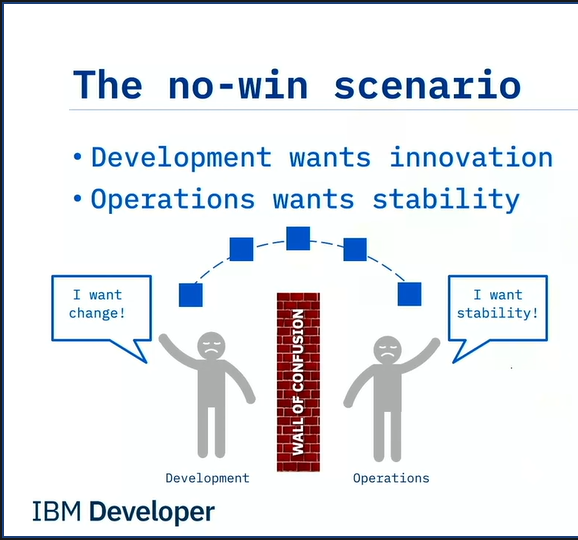 The no-win scenario
• Development wants innovation
• Operations wants stability
I want
change!
I want
stability!
WALL OF CONFUSION
Development
Operations
IBM Developer